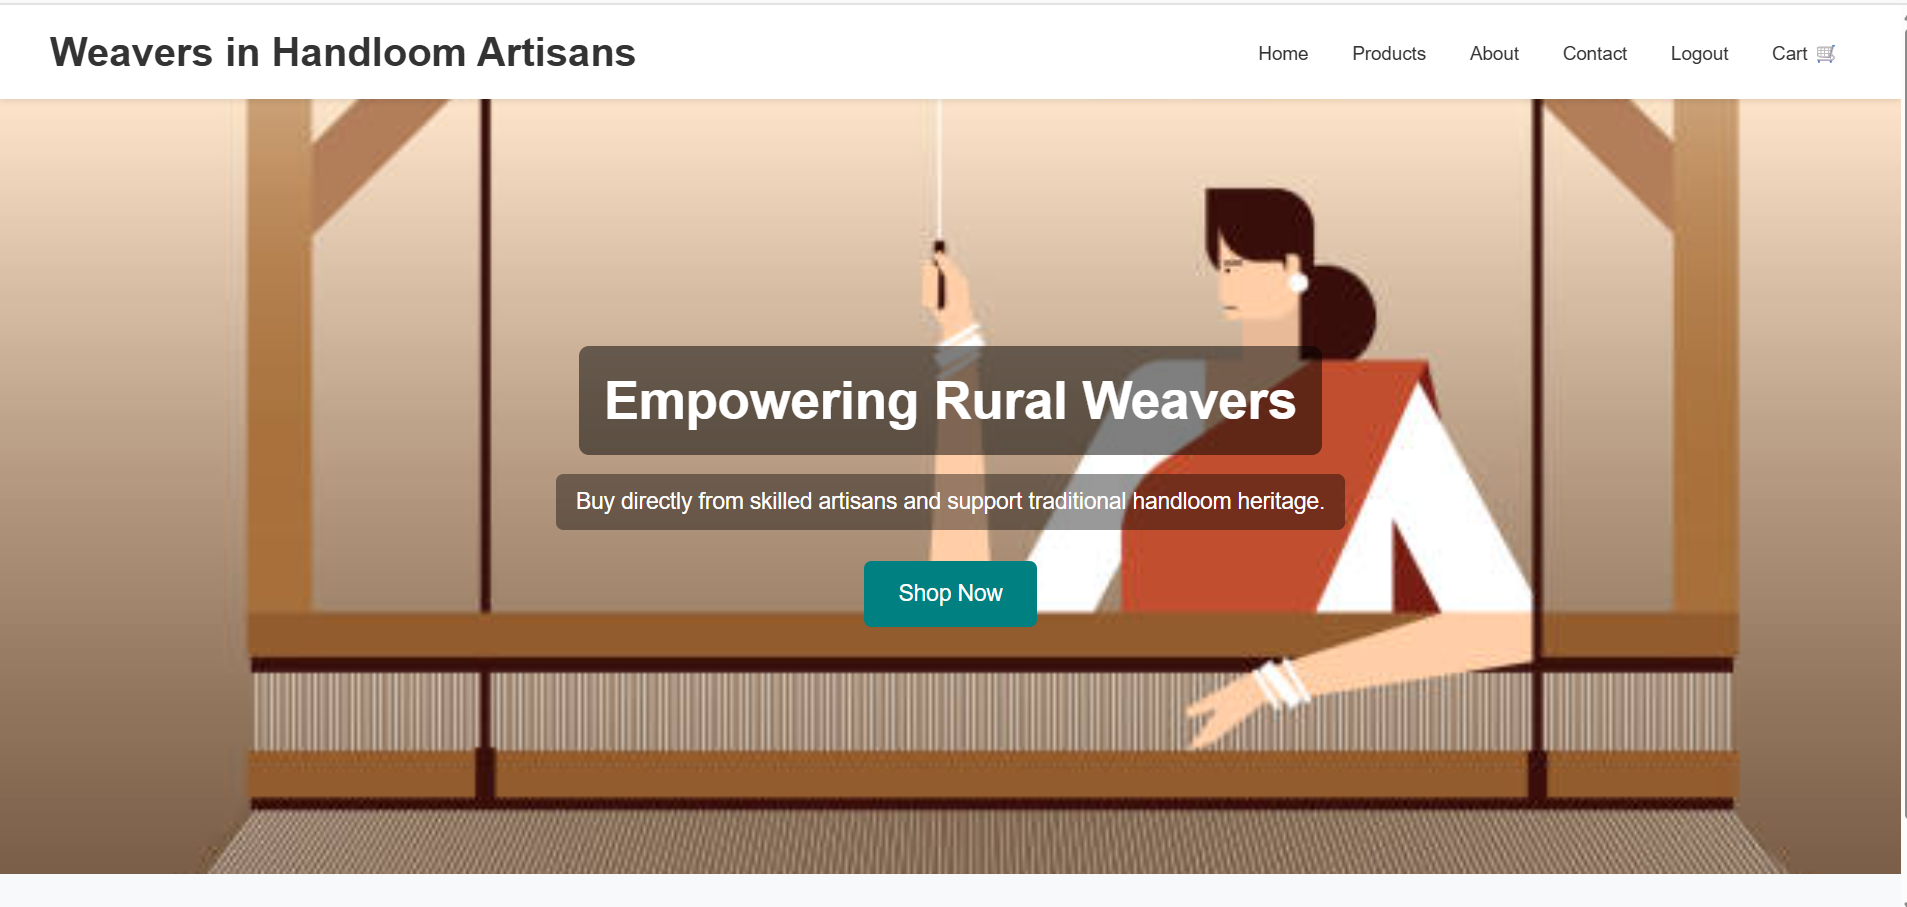 Weavers in Handloom Artisans
Home Products About Contact Logout Cart 🛒
Empowering Rural Weavers
Buy directly from skilled artisans and support traditional handloom heritage.
Shop Now